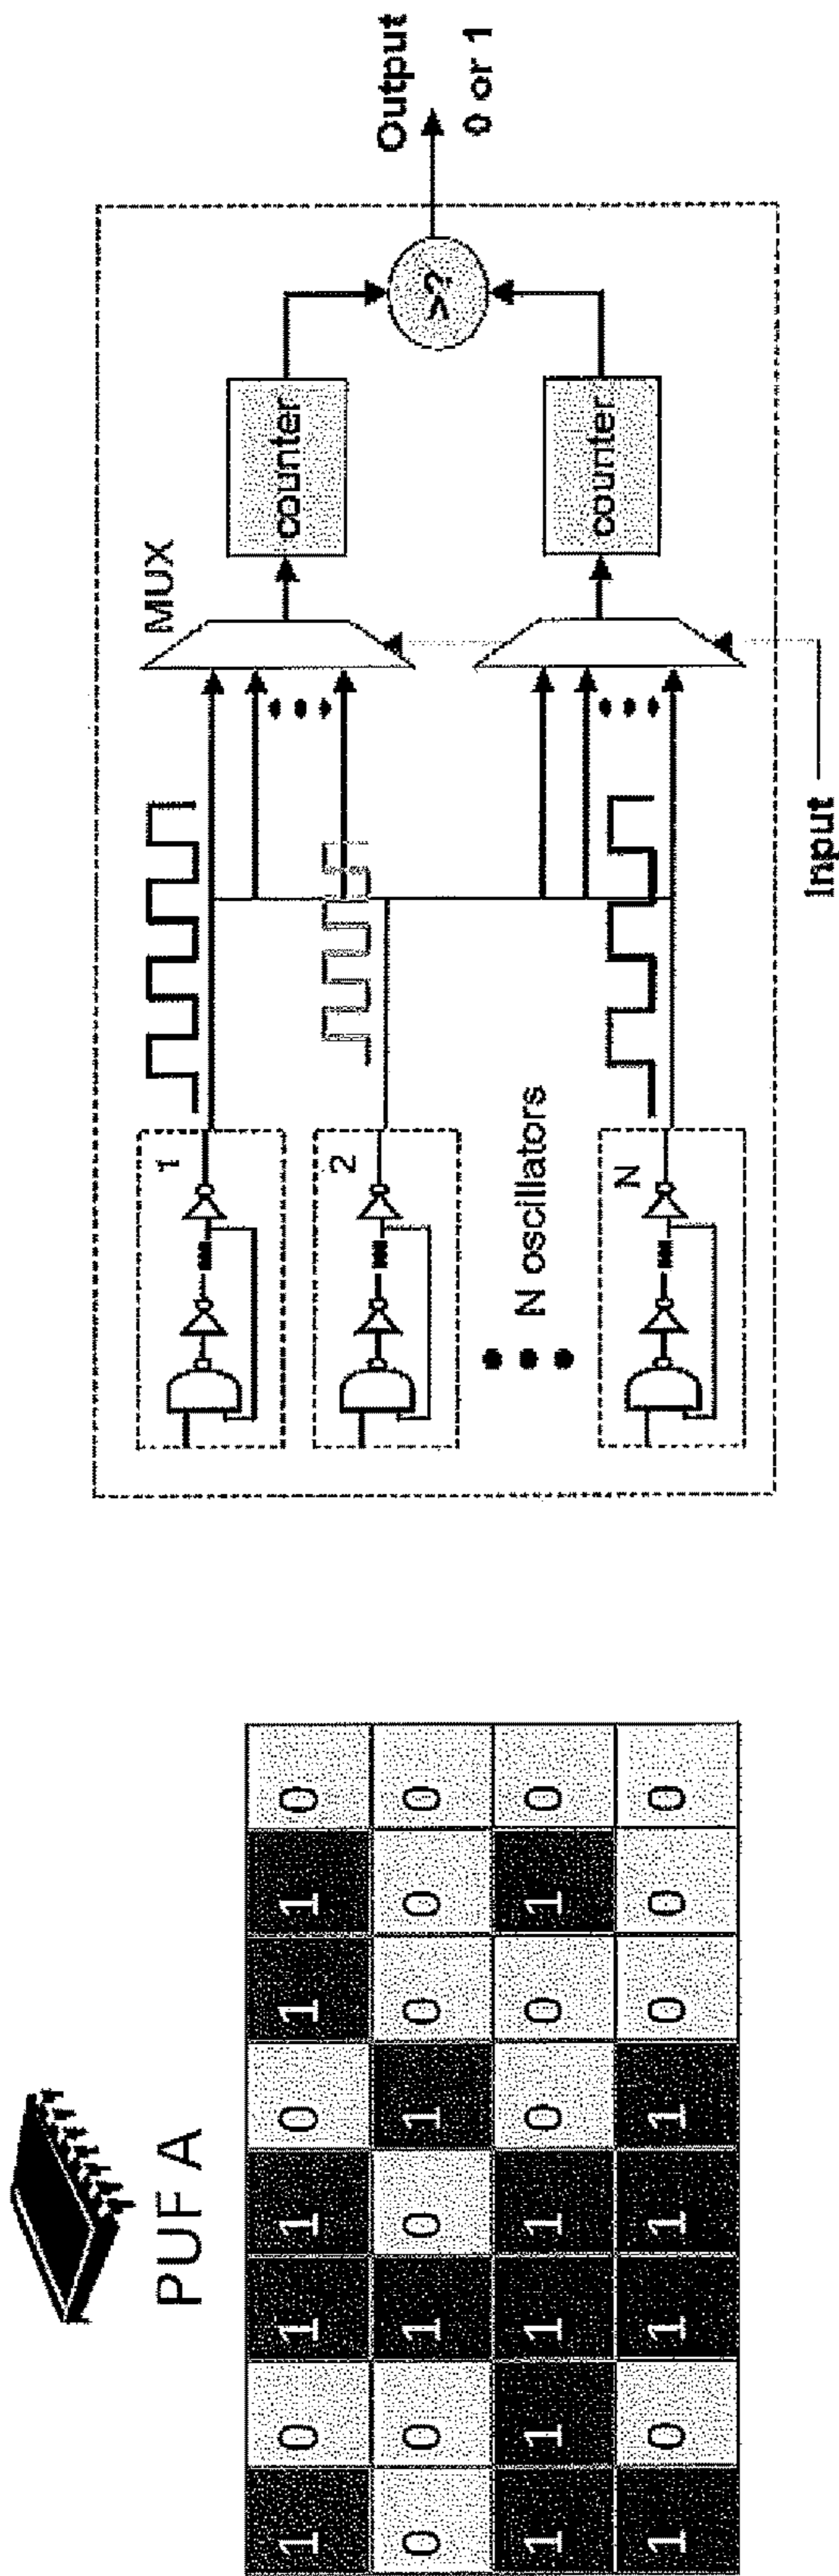 PUF A
1 0 1 1 0 1 1 0
0 0 1 0 1 0 0 0
1 1 1 1 0 0 1 0
1 0 1 1 1 0 0 0
1
2
N oscillators
N
MUX
counter
counter
>?
Output
0 or 1
Input